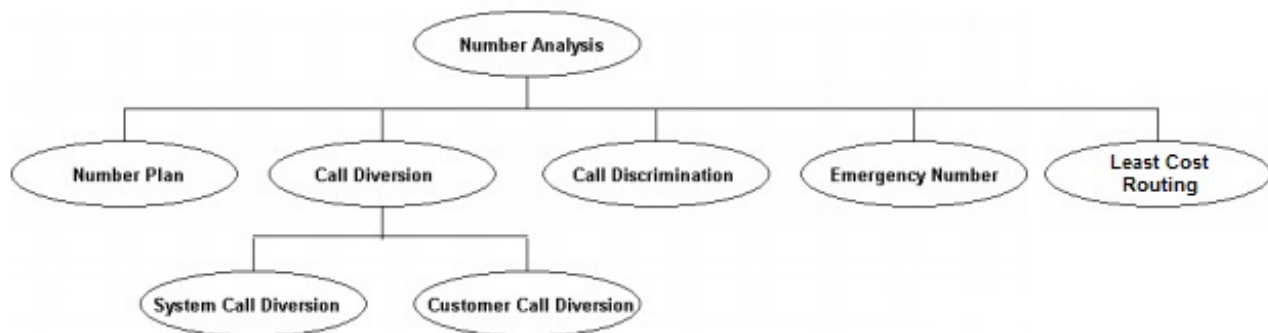 Number Analysis
Number Plan
Call Diversion
Call Discrimination
Emergency Number
Least Cost
Routing
System Call Diversion
Customer Call Diversion